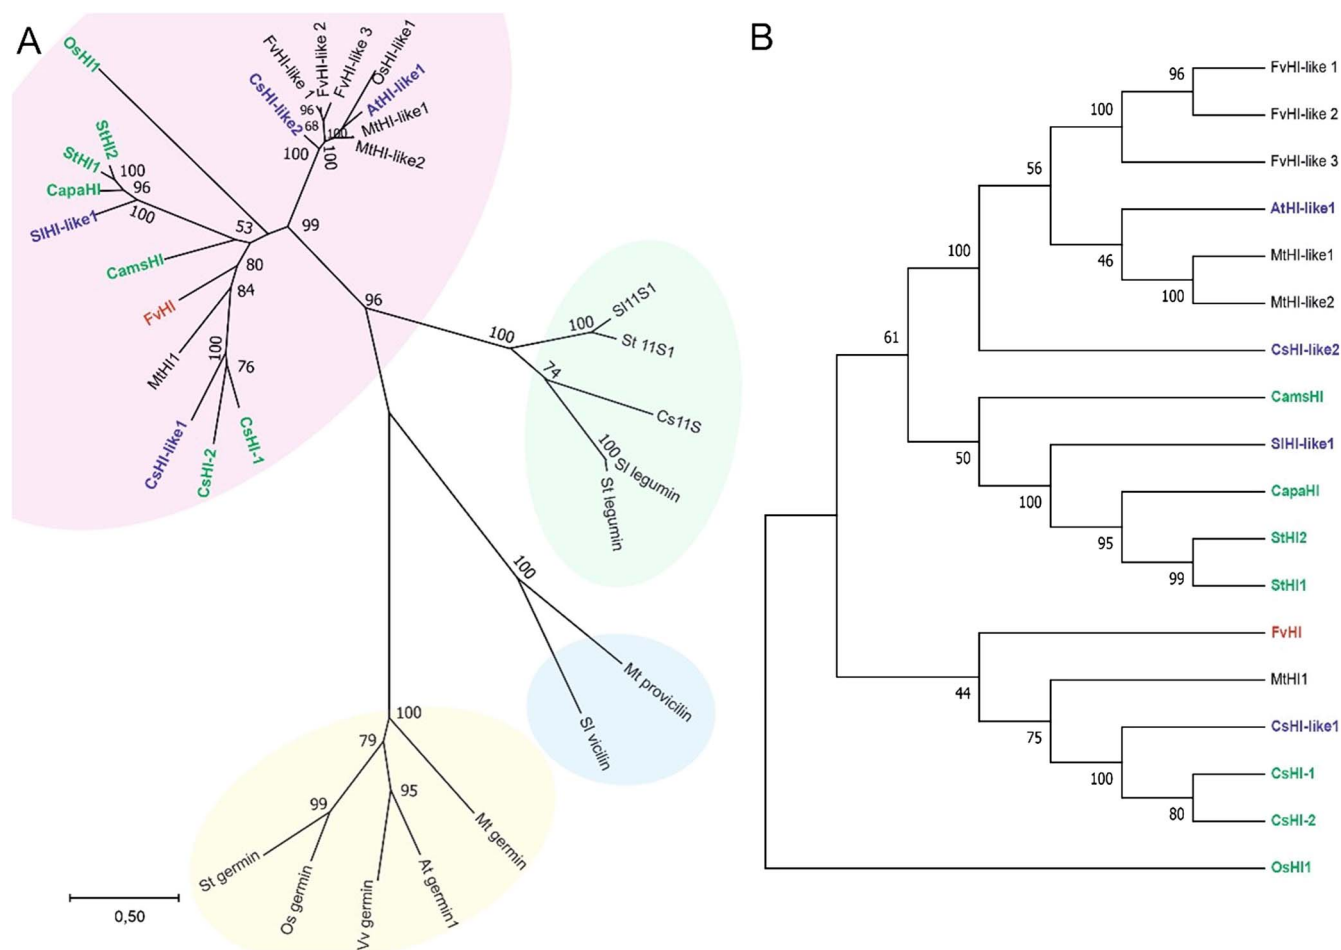 A
OsHI1
FvHI-like 1
FvHI-like 2
FvHI-like 3
OsHI-like1
CsHI-like2
AtHI-like1
MtHI-like1
MtHI-like2
96
68
100
100
100
StHI2
StHI1
100
CapaHI
96
SlHI-like1
100
53
99
CamsHI
80
FvHI
84
MtHI1
100
76
CsHI-like1
CsHI-2
CsHI-1
96
100
100
Sl11S1
St 11S1
74
Cs11S
100
Sl legumin
St legumin
100
Mt provicilin
Sl vicilin
100
79
99
95
St germin
Os germin
Vv germin
At germin1
Mt germin
0,50
B
FvHI-like 1
96
FvHI-like 2
100
FvHI-like 3
56
AtHI-like1
46
MtHI-like1
100
MtHI-like2
100
CsHI-like2
61
CamsHI
50
SlHI-like1
100
CapaHI
95
StHI2
99
StHI1
FvHI
44
MtHI1
75
CsHI-like1
100
CsHI-1
80
CsHI-2
OsHI1